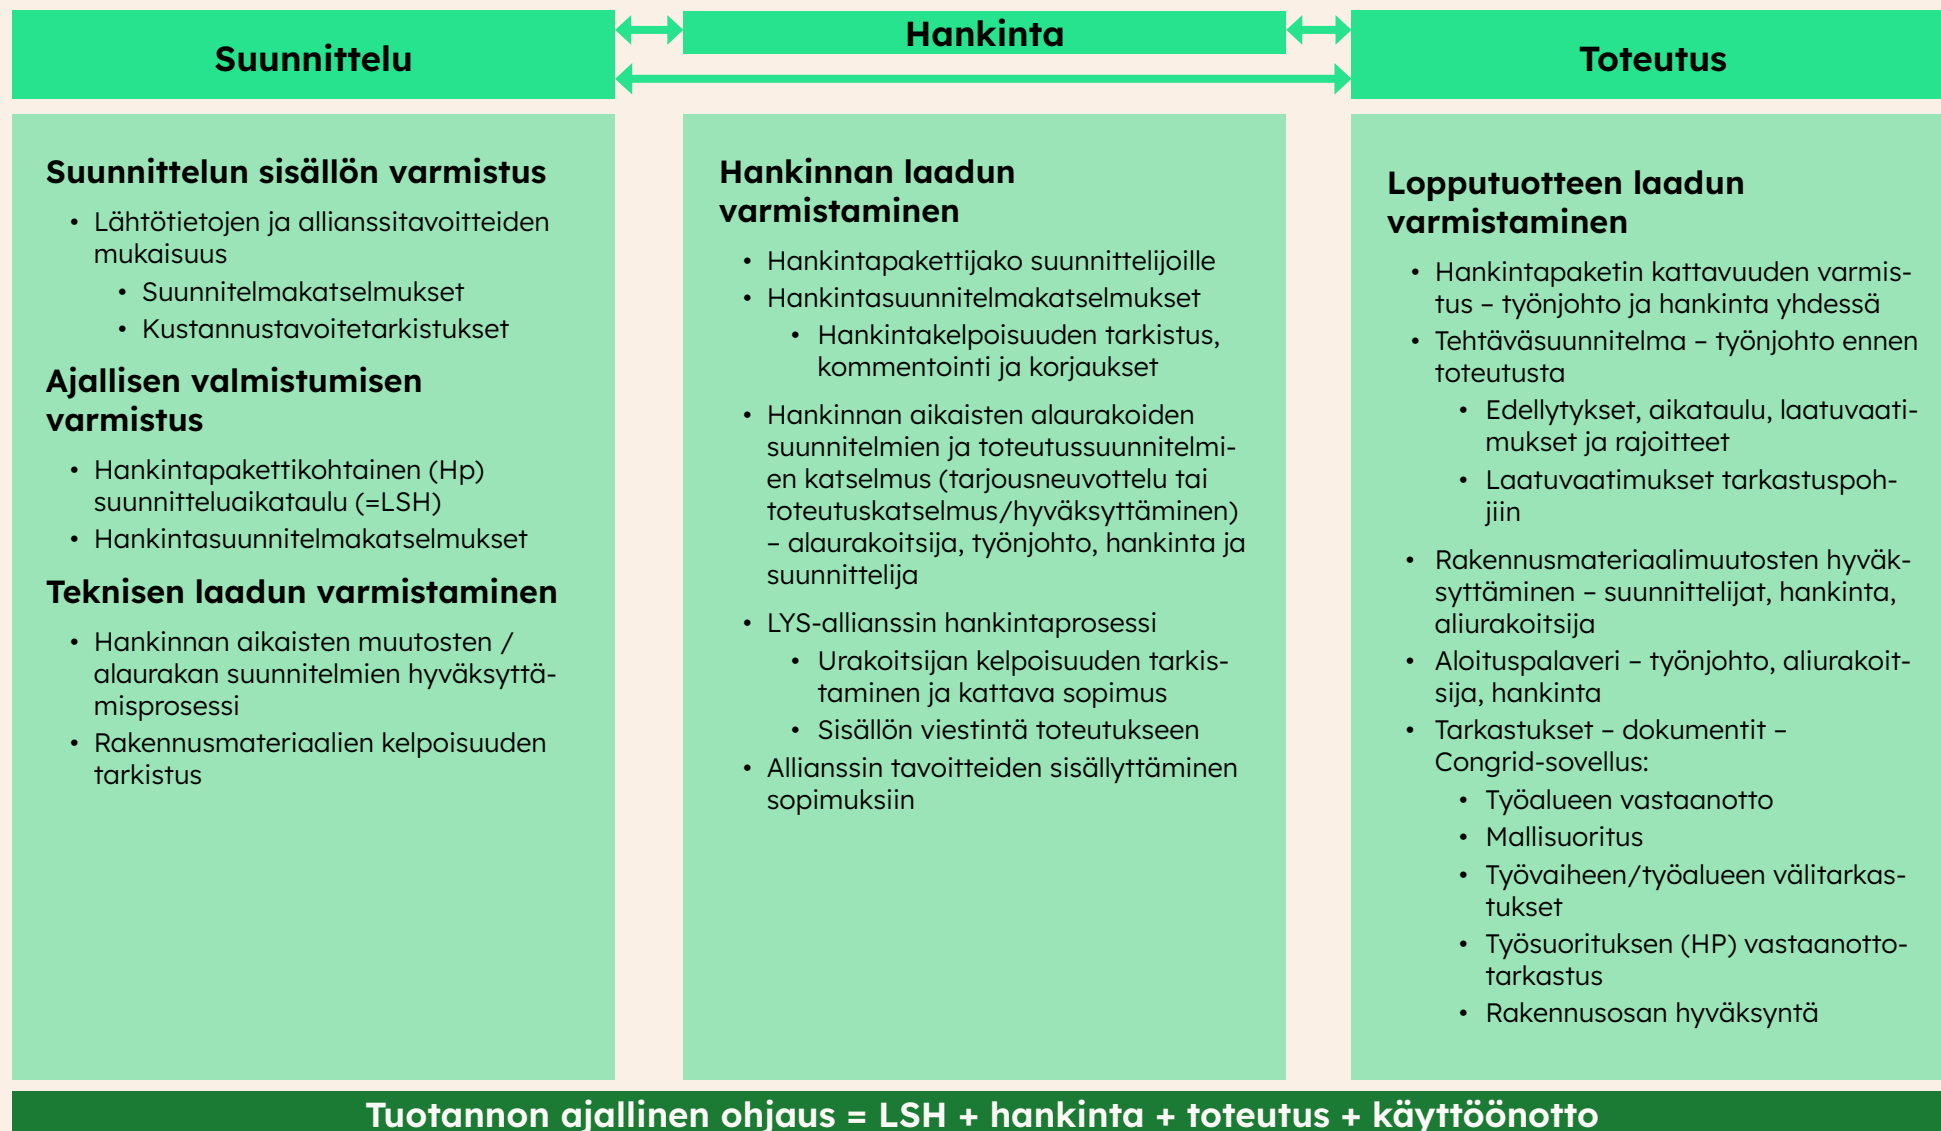 Suunnittelu
Hankinta
Toteutus
Suunnittelun sisällön varmistus
• Lähtötietojen ja allianssitavoitteiden
mukaisuus
• Suunnitelmakatselmukset
• Kustannustavoitetarkistukset
Ajallisen valmistumisen
varmistus
• Hankintapakettikohtainen (Hp)
suunnitteluaikataulu (=LSH)
• Hankintasuunnitelmakatselmukset
Teknisen laadun varmistaminen
• Hankinnan aikaisten muutosten /
alaurakan suunnitelmien hyväksyttä-
misprosessi
• Rakennusmateriaalien kelpoisuuden
tarkistus
Hankinnan laadun
varmistaminen
• Hankintapakettijako suunnittelijoille
• Hankintasuunnitelmakatselmukset
• Hankintakelpoisuuden tarkistus,
kommentointi ja korjaukset
• Hankinnan aikaisten alaurakoiden
suunnitelmien ja toteutussuunnitelmi-
en katselmus (tarjousneuvottelu tai
toteutuskatselmus/hyväksyttäminen)
– alaurakoitsija, työnjohto, hankinta ja
suunnittelija
• LYS-allianssin hankintaprosessi
• Urakoitsijan kelpoisuuden tarkis-
taminen ja kattava sopimus
• Sisällön viestintä toteutukseen
• Allianssin tavoitteiden sisällyttäminen
sopimuksiin
Lopputuotteen laadun
varmistaminen
• Hankintapaketin kattavuuden varmis-
tus – työnjohto ja hankinta yhdessä
• Tehtäväsuunnitelma – työnjohto ennen
toteutusta
• Edellytykset, aikataulu, laatuvaati-
mukset ja rajoitteet
• Laatuvaatimukset tarkastuspoh-
jiin
• Rakennusmateriaalimuutosten hyväk-
syttäminen – suunnittelijat, hankinta,
aliurakoitsija
• Aloituspalaveri – työnjohto, aliurakoit-
sija, hankinta
• Tarkastukset – dokumentit –
Congrid-sovellus:
• Työalueen vastaanotto
• Mallisuoritus
• Työvaiheen/työalueen välitarkas-
tukset
• Työsuorituksen (HP) vastaanotto-
tarkastus
• Rakennusosan hyväksyntä
Tuotannon ajallinen ohjaus = LSH + hankinta + toteutus + käyttöönotto